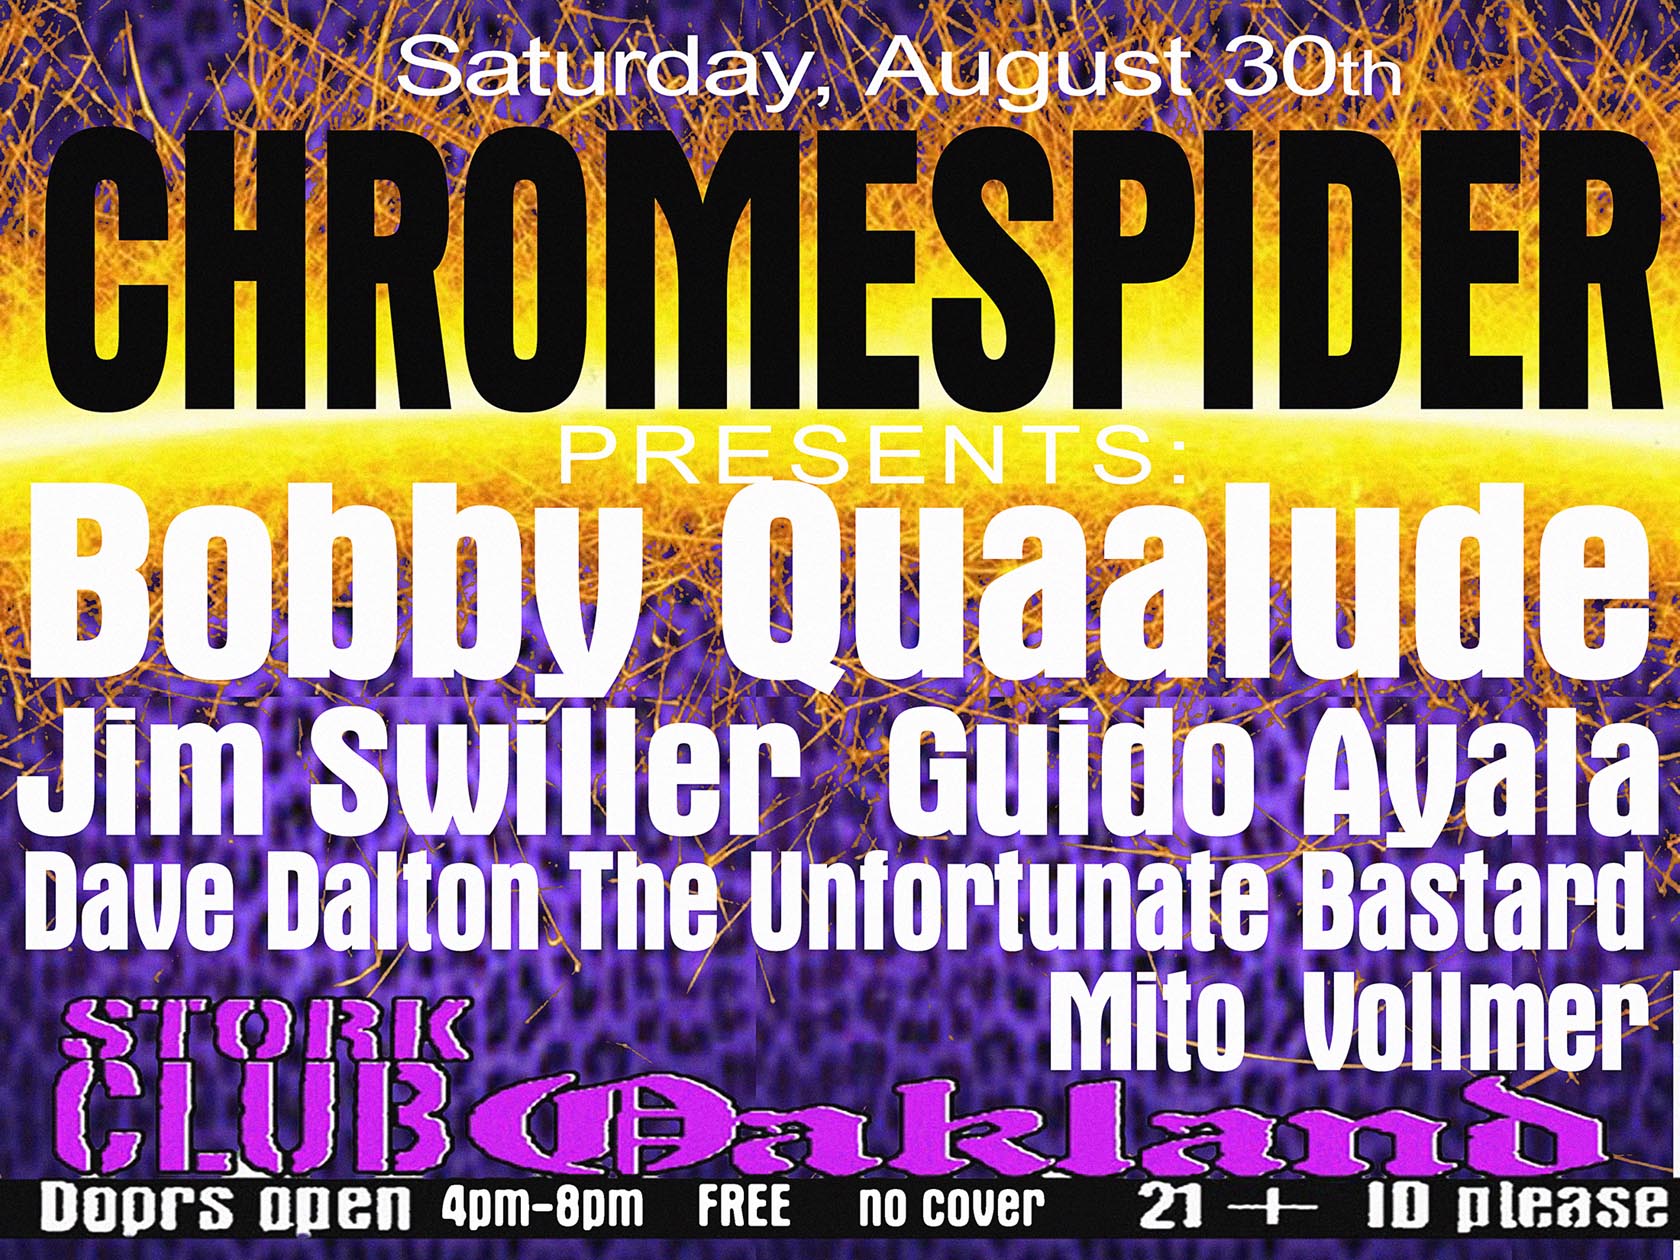 Saturday, August 30th
CHROMESPIDER
PRESENTS:
Bobby Quaalude
Jim Swiller Guido Ayala
Dave Dalton The Unfortunate Bastard
Mito Vollmer
STORK
CLUB Oakland
Doors open 4pm-8pm FREE no cover 21 + ID please